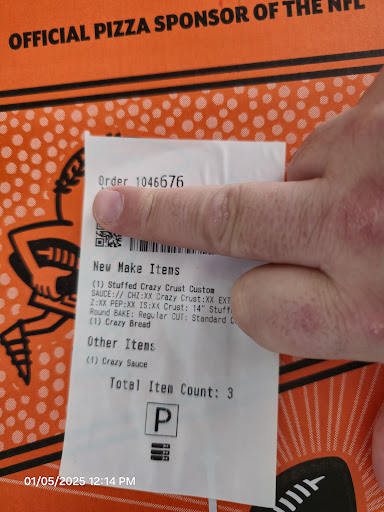 OFFICIAL PIZZA SPONSOR OF THE NFL
Order 1046676
New Make Items
(1) Stuffed Crazy Crust Custom
SAUCE:// CHZ:XX Crazy Crust:XX EXT
Z:XX PEP:XX IS:XX Crust: 14" Stuff
Round BAKE: Regular CUT: Standard C
(1) Crazy Bread
Other Items
(1) Crazy Sauce
Total Item Count: 3
P
01/05/2025 12:14 PM